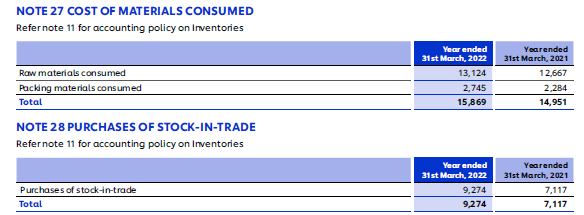 NOTE 27 COST OF MATERIALS CONSUMED
Refer note 11 for accounting policy on Inventories
Year ended 31st March, 2022 Year ended 31st March, 2021
Raw materials consumed 13,124 12,667
Packing materials consumed 2,745 2,284
Total 15,869 14,951
NOTE 28 PURCHASES OF STOCK-IN-TRADE
Refer note 11 for accounting policy on Inventories
Year ended 31st March, 2022 Year ended 31st March, 2021
Purchases of stock-in-trade 9,274 7,117
Total 9,274 7,117